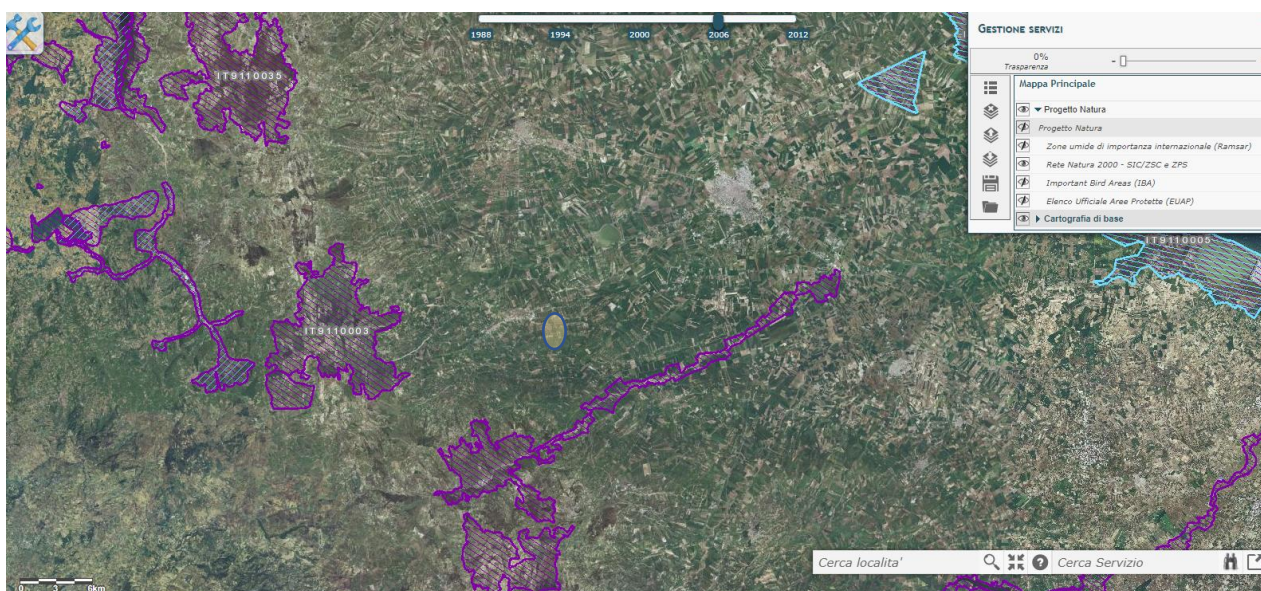 1988 1994 2000 2006 2012
GESTIONE SERVIZI
0%
Trasparenza
-
Mappa Principale
Progetto Natura
Progetto Natura
Zone umide di importanza internazionale (Ramsar)
Rete Natura 2000 - SIC/ZSC e ZPS
Important Bird Areas (IBA)
Elenco Ufficiale Aree Protette (EUAP)
Cartografia di base
IT9110035
IT9110005
IT9110003
Cerca localita'
? Cerca Servizio
0 3 6km